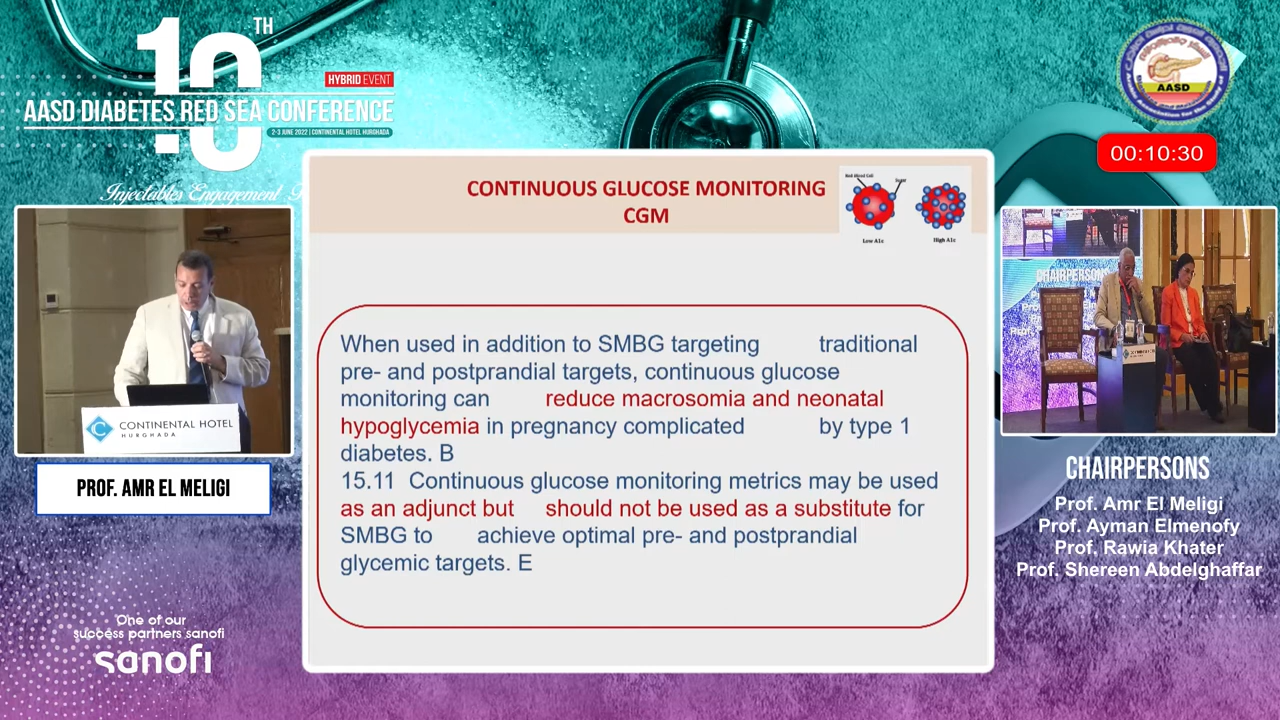 10TH
HYBRID EVENT
AASD DIABETES RED SEA CONFERENCE
2-3 JUNE 2022 | CONTINENTAL HOTEL HURGHADA
Injectables Engagement
AASD
00:10:30
CONTINUOUS GLUCOSE MONITORING
CGM
Red Blood Cell
Sugar
Low A1c
High A1c
When used in addition to SMBG targeting traditional
pre- and postprandial targets, continuous glucose
monitoring can reduce macrosomia and neonatal
hypoglycemia in pregnancy complicated by type 1
diabetes. B
15.11 Continuous glucose monitoring metrics may be used
as an adjunct but should not be used as a substitute for
SMBG to achieve optimal pre- and postprandial
glycemic targets. E
CONTINENTAL HOTEL
HURGHADA
PROF. AMR EL MELIGI
CHAIRPERSONS
CHAIRPERSONS
Prof. Amr El Meligi
Prof. Ayman Elmenofy
Prof. Rawia Khater
Prof. Shereen Abdelghaffar
One of our
success partners sanofi
sanofi